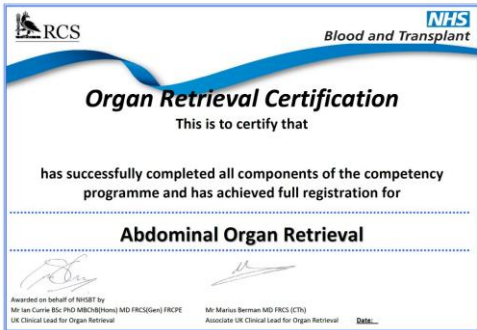 RCS
NHS
Blood and Transplant
Organ Retrieval Certification
This is to certify that
has successfully completed all components of the competency
programme and has achieved full registration for
Abdominal Organ Retrieval
Awarded on behalf of NHSBT by
Mr Ian Currie BSc PhD MBChB(Hons) MD FRCS(Gen) FRCPE
Mr Marius Berman MD FRCS (CTh)
UK Clinical Lead for Organ Retrieval
Associate UK Clinical Lead for Organ Retrieval
Date: